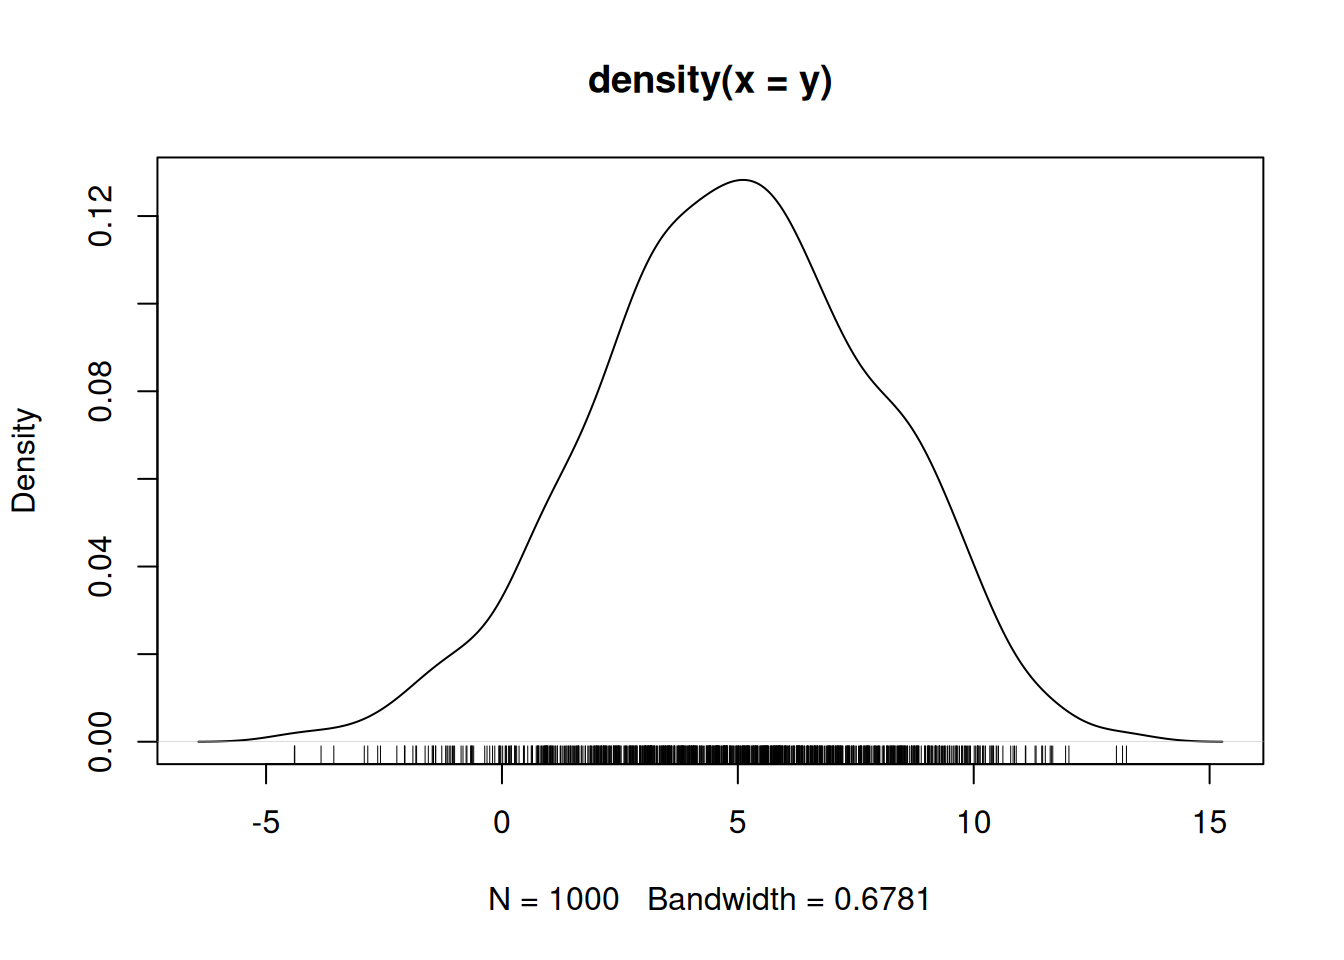 density(x = y)
Density
0.12
0.08
0.04
0.00
-5 0 5 10 15
N = 1000 Bandwidth = 0.6781